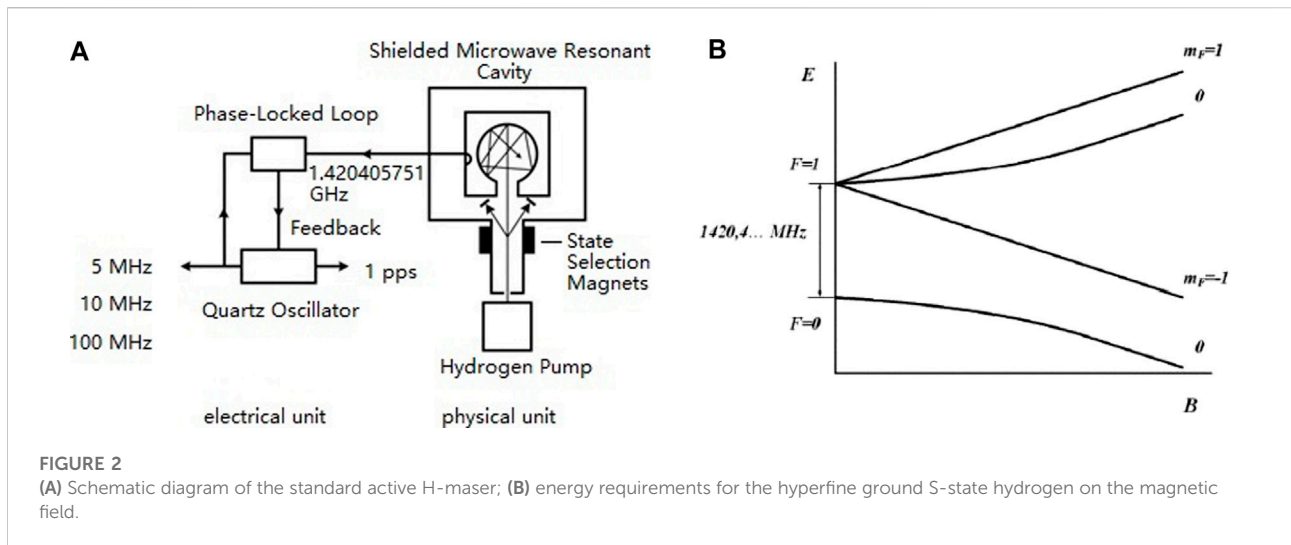 A
Shielded Microwave Resonant
Cavity
Phase-Locked Loop
1.420405751
GHz
Feedback
State
Selection
Magnets
5 MHz
1 pps
10 MHz
Quartz Oscillator
100 MHz
Hydrogen Pump
electrical unit
physical unit
B
E
m_F=1
0
F=1
1420,4... MHz
m_F=-1
F=0
0
B
FIGURE 2
(A) Schematic diagram of the standard active H-maser; (B) energy requirements for the hyperfine ground S-state hydrogen on the magnetic
field.